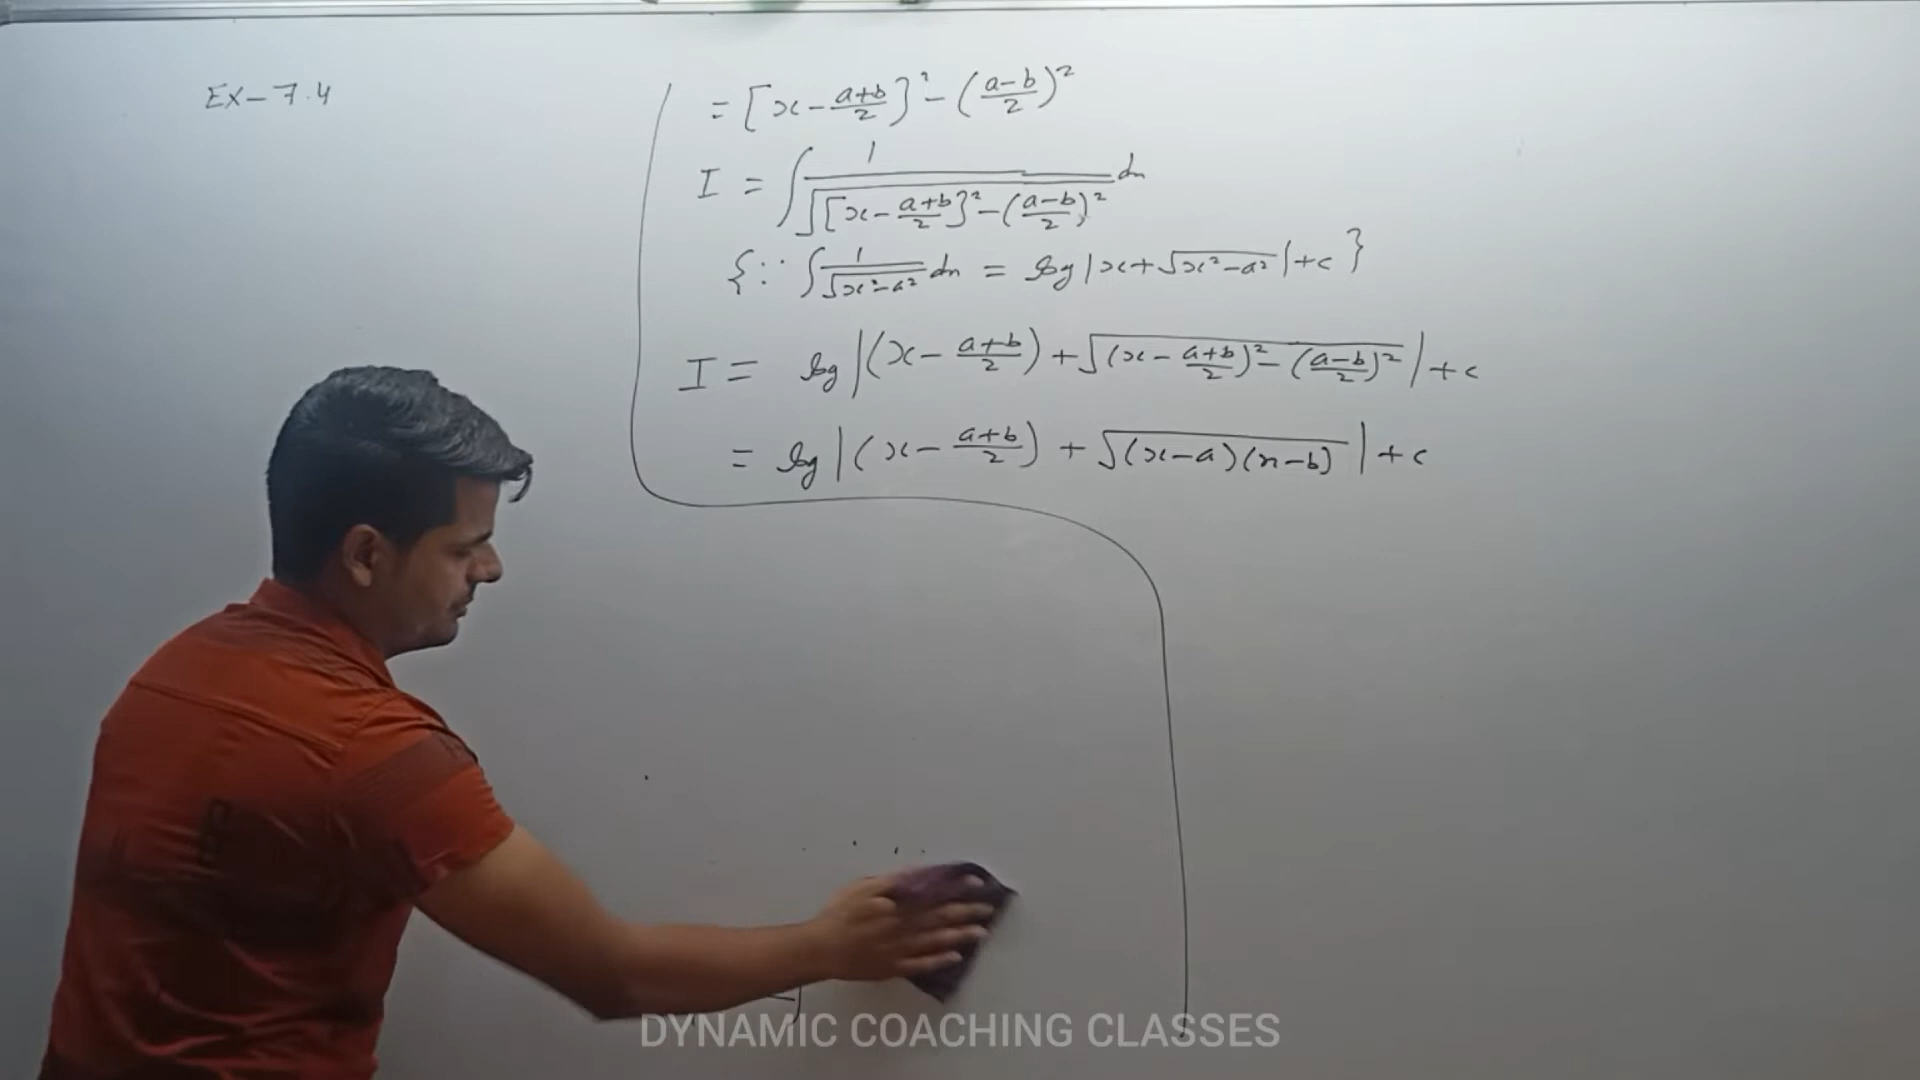 Ex-7.4
= [x - a+b/2]² - (a-b/2)²
I = ∫ 1/√[x - a+b/2]² - (a-b/2)² dx
{∵ ∫ 1/√x²-a² dx = log|x+√x²-a²|+c}
I = log|(x - a+b/2) + √(x - a+b/2)² - (a-b/2)²| + c
= log|(x - a+b/2) + √(x-a)(x-b)| + c
DYNAMIC COACHING CLASSES